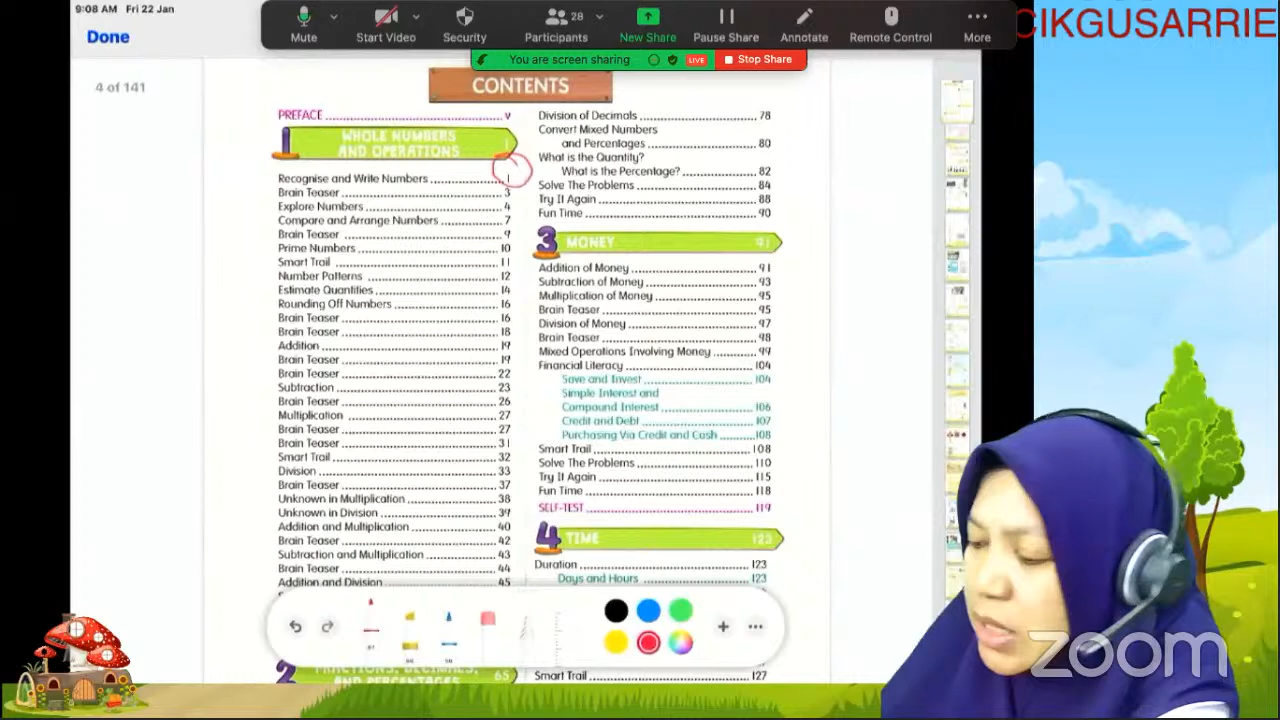 9:08 AM Fri 22 Jan
Done
4 of 141
Mute
Start Video
Security
28
Participants
New Share
Pause Share
Annotate
Remote Control
More
You are screen sharing
LIVE
Stop Share
CIKGUSARRIE
CONTENTS
PREFACE v
1 WHOLE NUMBERS
AND OPERATIONS 1
Recognise and Write Numbers 1
Brain Teaser 3
Explore Numbers 4
Compare and Arrange Numbers 7
Brain Teaser 9
Prime Numbers 10
Smart Trail 11
Number Patterns 12
Estimate Quantities 14
Rounding Off Numbers 16
Brain Teaser 16
Brain Teaser 18
Addition 19
Brain Teaser 19
Brain Teaser 22
Subtraction 23
Brain Teaser 26
Multiplication 27
Brain Teaser 27
Brain Teaser 31
Smart Trail 32
Division 33
Brain Teaser 37
Unknown in Multiplication 38
Unknown in Division 39
Addition and Multiplication 40
Brain Teaser 42
Subtraction and Multiplication 43
Brain Teaser 44
Addition and Division 45
2 FRACTIONS, DECIMALS,
AND PERCENTAGES 65
Division of Decimals 78
Convert Mixed Numbers
and Percentages 80
What is the Quantity?
What is the Percentage? 82
Solve The Problems 84
Try It Again 88
Fun Time 90
3 MONEY 91
Addition of Money 91
Subtraction of Money 93
Multiplication of Money 95
Brain Teaser 95
Division of Money 97
Brain Teaser 98
Mixed Operations Involving Money 99
Financial Literacy 104
Save and Invest 104
Simple Interest and
Compound Interest 106
Credit and Debt 107
Purchasing Via Credit and Cash 108
Smart Trail 108
Solve The Problems 110
Try It Again 115
Fun Time 118
SELF-TEST 119
4 TIME 123
Duration 123
Days and Hours 123
Smart Trail 127
zoom